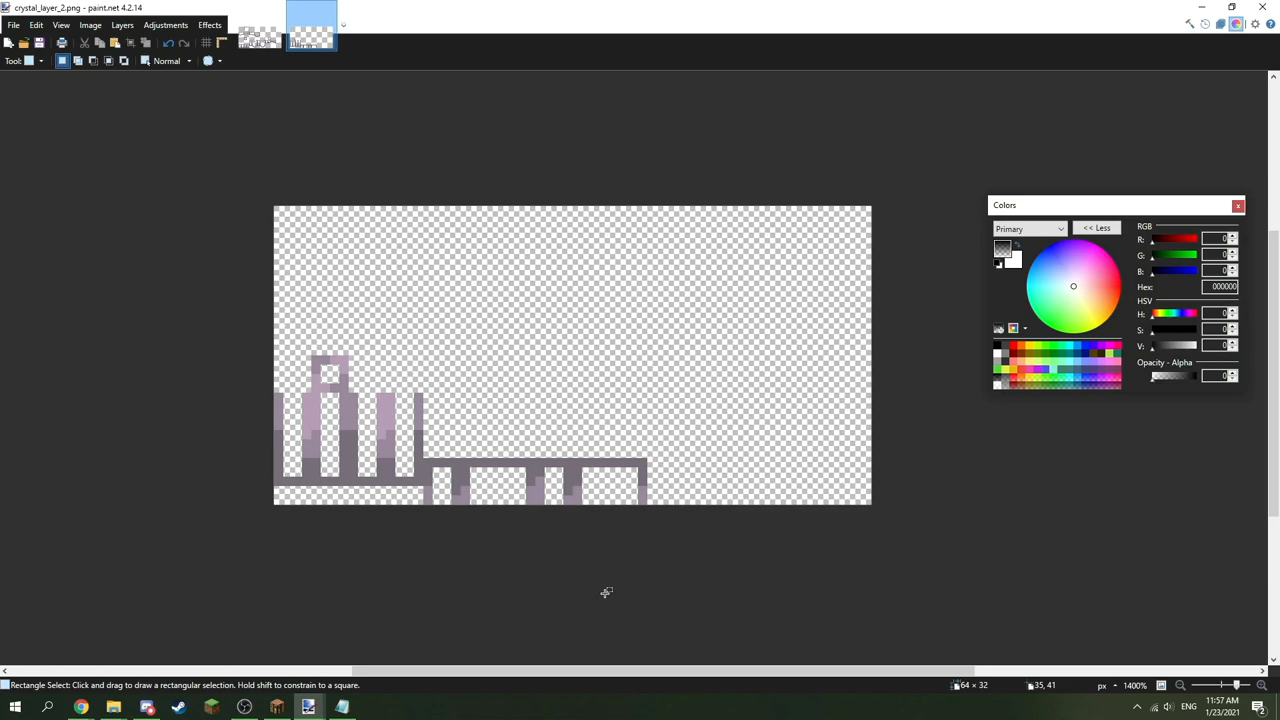 crystal_layer_2.png - paint.net 4.2.14
File Edit View Image Layers Adjustments Effects
Tool: Normal
Colors
Primary << Less
RGB
R: 0
G: 0
B: 0
Hex: 000000
HSV
H: 0
S: 0
V: 0
Opacity - Alpha
0
Rectangle Select: Click and drag to draw a rectangular selection. Hold shift to constrain to a square. 64 × 32 35, 41 px 1400%
ENG 11:57 AM
1/23/2021 2